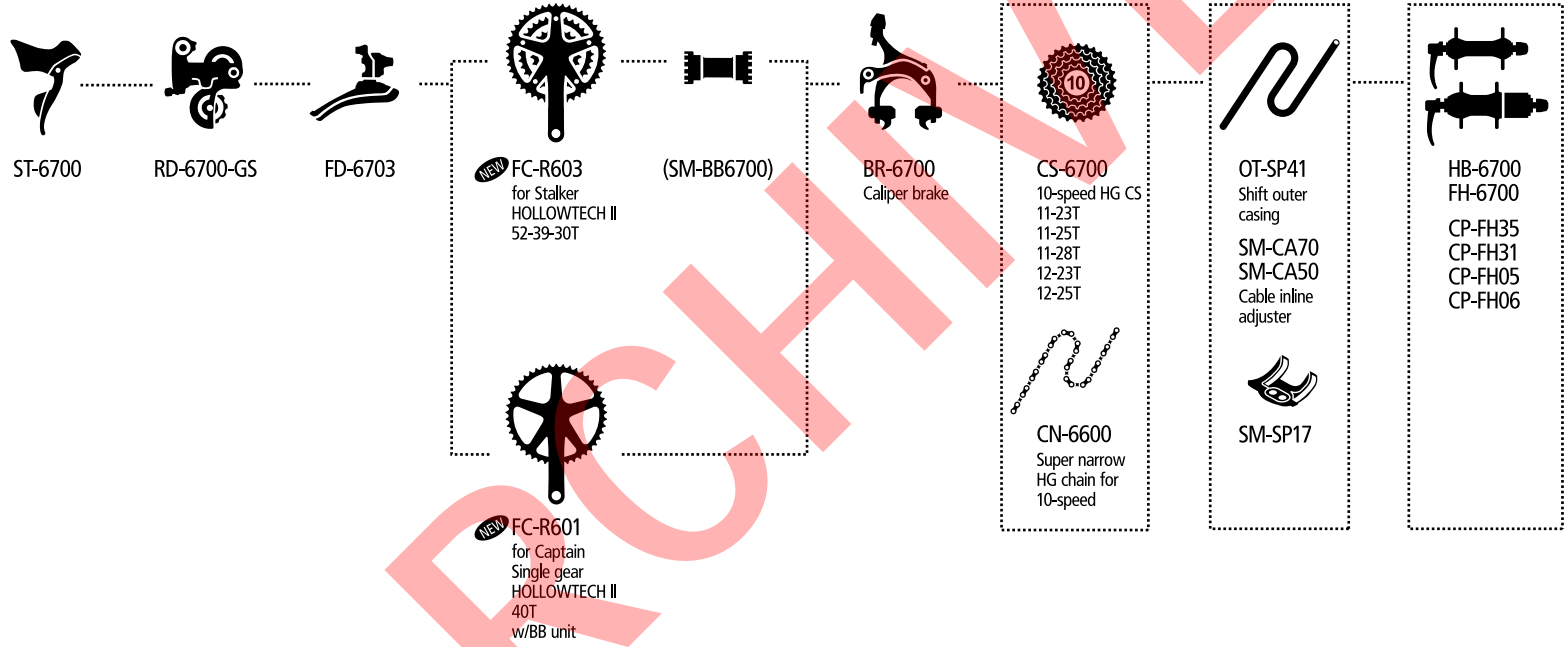 ST-6700
RD-6700-GS
FD-6703
NEW FC-R603
for Stalker
HOLLOWTECH II
52-39-30T
NEW FC-R601
for Captain
Single gear
HOLLOWTECH II
40T
w/BB unit
(SM-BB6700)
BR-6700
Caliper brake
10
CS-6700
10-speed HG CS
11-23T
11-25T
11-28T
12-23T
12-25T
CN-6600
Super narrow
HG chain for
10-speed
OT-SP41
Shift outer
casing
SM-CA70
SM-CA50
Cable inline
adjuster
SM-SP17
HB-6700
FH-6700
CP-FH35
CP-FH31
CP-FH05
CP-FH06
RCHIVE